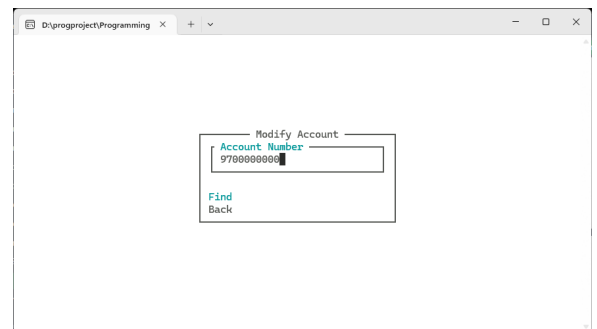 D:\progproject\Programming
Modify Account
Account Number
9700000000
Find
Back